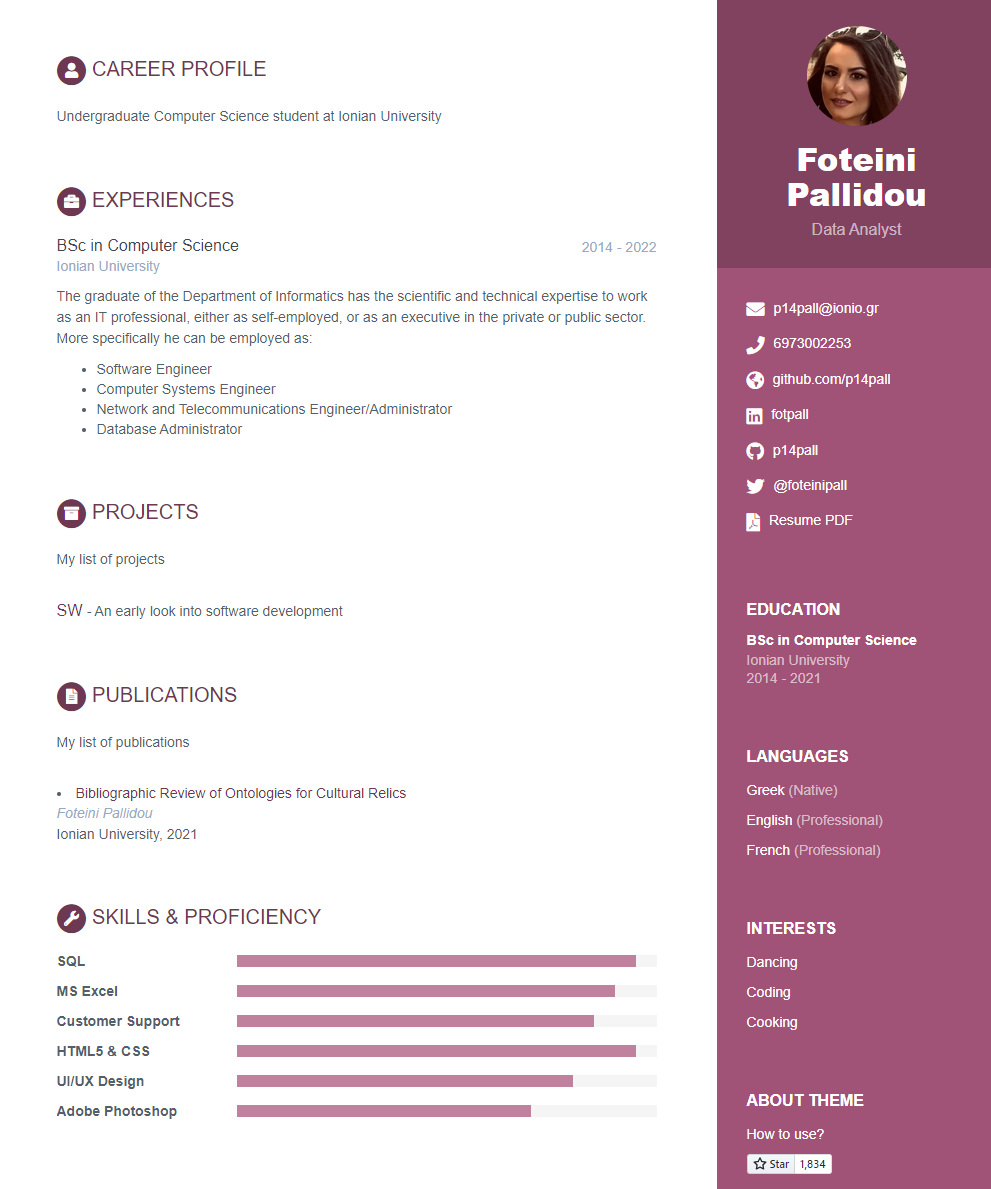 CAREER PROFILE
Undergraduate Computer Science student at Ionian University
EXPERIENCES
BSc in Computer Science
2014 - 2022
Ionian University
The graduate of the Department of Informatics has the scientific and technical expertise to work
as an IT professional, either as self-employed, or as an executive in the private or public sector.
More specifically he can be employed as:
• Software Engineer
• Computer Systems Engineer
• Network and Telecommunications Engineer/Administrator
• Database Administrator
PROJECTS
My list of projects
SW - An early look into software development
PUBLICATIONS
My list of publications
• Bibliographic Review of Ontologies for Cultural Relics
Foteini Pallidou
Ionian University, 2021
SKILLS & PROFICIENCY
SQL
MS Excel
Customer Support
HTML5 & CSS
UI/UX Design
Adobe Photoshop
Foteini
Pallidou
Data Analyst
p14pall@ionio.gr
6973002253
github.com/p14pall
fotpall
p14pall
@foteinipall
Resume PDF
EDUCATION
BSc in Computer Science
Ionian University
2014 - 2021
LANGUAGES
Greek (Native)
English (Professional)
French (Professional)
INTERESTS
Dancing
Coding
Cooking
ABOUT THEME
How to use?
Star 1,834